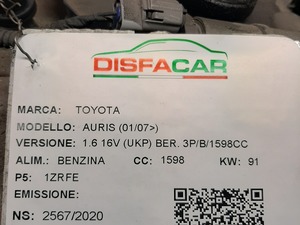 DISFACAR
MARCA: TOYOTA
MODELLO: AURIS (01/07>)
VERSIONE: 1.6 16V (UKP) BER. 3P/B/1598CC
ALIM.: BENZINA CC: 1598 KW: 91
P5: 1ZRFE
EMISSIONE:
NS: 2567/2020